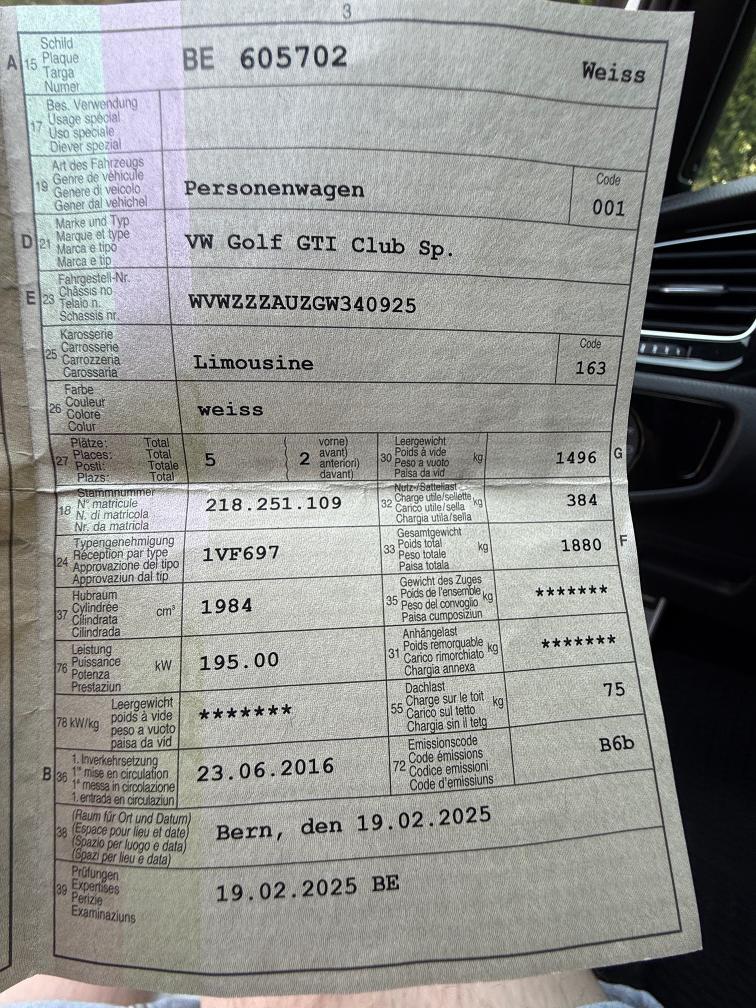 3
A 15 Schild
Plaque
Targa
Numer
BE 605702 Weiss
17 Bes. Verwendung
Usage spécial
Uso speciale
Diever spezial
19 Art des Fahrzeugs
Genre de véhicule
Genere di veicolo
Gener dal vehichel
Personenwagen
Code
001
D 21 Marke und Typ
Marque et type
Marca e tipo
Marca e tip
VW Golf GTI Club Sp.
E 23 Fahrgestell-Nr.
Châssis no
Telaio n.
Schassis nr.
WVWZZZAUZGW340925
25 Karosserie
Carrosserie
Carrozzeria
Carossaria
Limousine
Code
163
26 Farbe
Couleur
Colore
Colur
weiss
27 Plätze: Total
Places: Total
Posti: Totale
Plazs: Total
5
( 2 vorne)
avant)
anteriori)
davant)
30 Leergewicht
Poids à vide
Peso a vuoto
Paisa da vid
kg
1496 G
18 Stammnummer
N° matricule
N. di matricola
Nr. da matricla
218.251.109
32 Nutz-/Sattellast
Charge utile/sellette
Carico utile/sella
Chargia utila/sella
kg
384
24 Typengenehmigung
Réception par type
Approvazione del tipo
Approvaziun dal tip
1VF697
33 Gesamtgewicht
Poids total
Peso totale
Paisa totala
kg
1880 F
37 Hubraum
Cylindrée
Cilindrata
Cilindrada
cm³
1984
35 Gewicht des Zuges
Poids de l'ensemble
Peso del convoglio
Paisa cumposiziun
kg
*******
76 Leistung
Puissance
Potenza
Prestaziun
kW
195.00
31 Anhängelast
Poids remorquable
Carico rimorchiato
Chargia annexa
kg
*******
78 kW/kg Leergewicht
poids à vide
peso a vuoto
paisa da vid
*******
55 Dachlast
Charge sur le toit
Carico sul tetto
Chargia sin il tetg
kg
75
B 36 1. Inverkehrsetzung
1re mise en circulation
1a messa in circolazione
1. entrada en circulaziun
23.06.2016
72 Emissionscode
Code émissions
Codice emissioni
Code d'emissiuns
B6b
38 (Raum für Ort und Datum)
(Espace pour lieu et date)
(Spazio per luogo e data)
(Spazi per lieu e data)
Bern, den 19.02.2025
39 Prüfungen
Expertises
Perizie
Examinaziuns
19.02.2025 BE